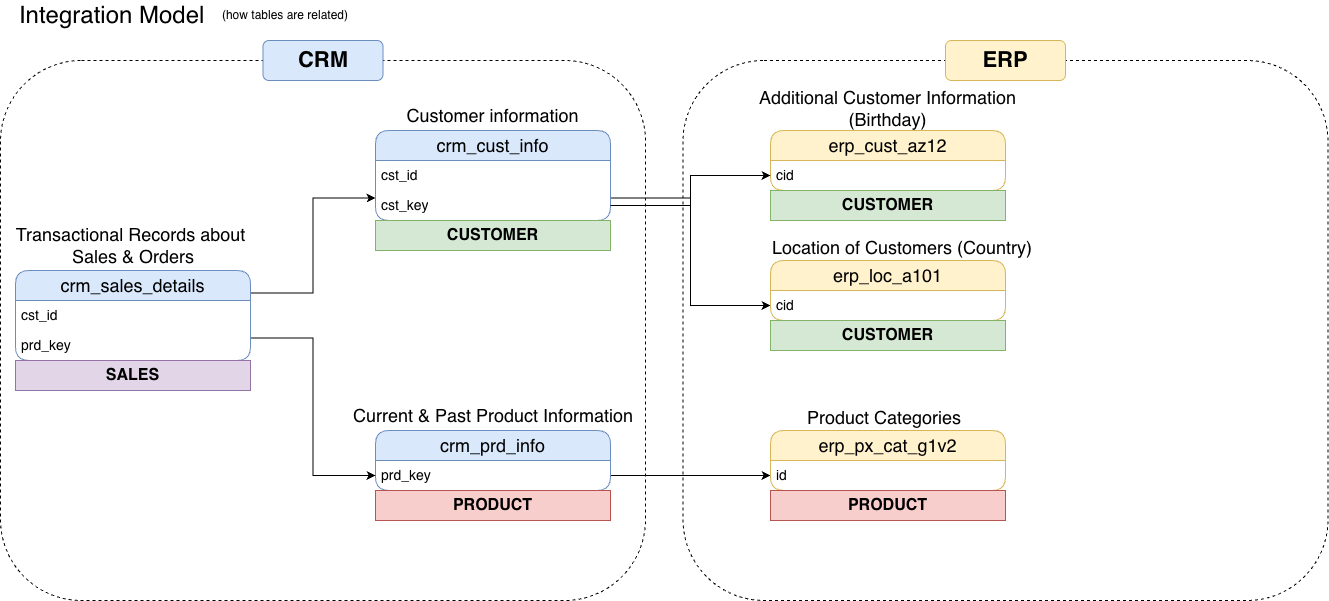 Integration Model
(how tables are related)
CRM
ERP
Customer information
crm_cust_info
cst_id
cst_key
CUSTOMER
Transactional Records about
Sales & Orders
crm_sales_details
cst_id
prd_key
SALES
Current & Past Product Information
crm_prd_info
prd_key
PRODUCT
Additional Customer Information
(Birthday)
erp_cust_az12
cid
CUSTOMER
Location of Customers (Country)
erp_loc_a101
cid
CUSTOMER
Product Categories
erp_px_cat_g1v2
id
PRODUCT